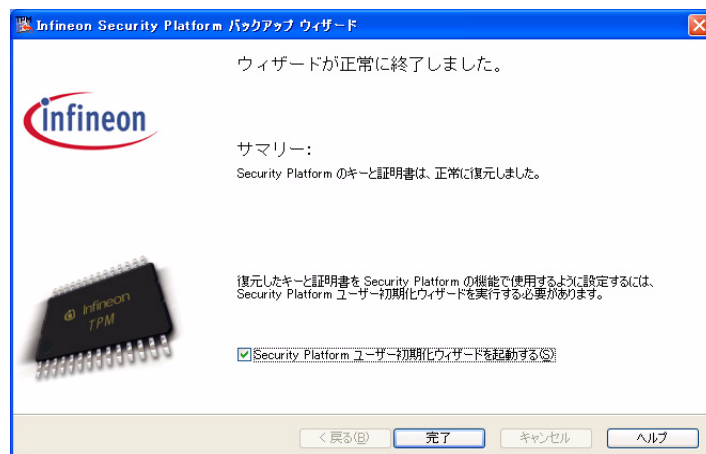 Infineon Security Platform バックアップ ウィザード
ウィザードが正常に終了しました。
infineon
サマリー:
Security Platform のキーと証明書は、正常に復元しました。
復元したキーと証明書を Security Platform の機能で使用するように設定するには、
Security Platform ユーザー初期化ウィザードを実行する必要があります。
infineon
TPM
Security Platform ユーザー初期化ウィザードを起動する(S)
< 戻る(B)
完了
キャンセル
ヘルプ